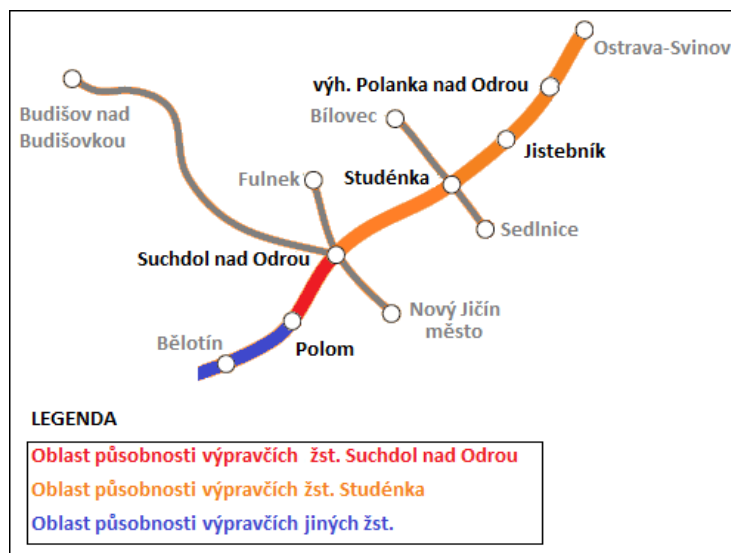 Ostrava-Svinov
výh. Polanka nad Odrou
Budišov nad
Budišovkou
Bílovec
Jistebník
Fulnek
Studénka
Sedlnice
Suchdol nad Odrou
Nový Jičín
město
Bělotín
Polom
LEGENDA
Oblast působnosti výpravčích žst. Suchdol nad Odrou
Oblast působnosti výpravčích žst. Studénka
Oblast působnosti výpravčích jiných žst.